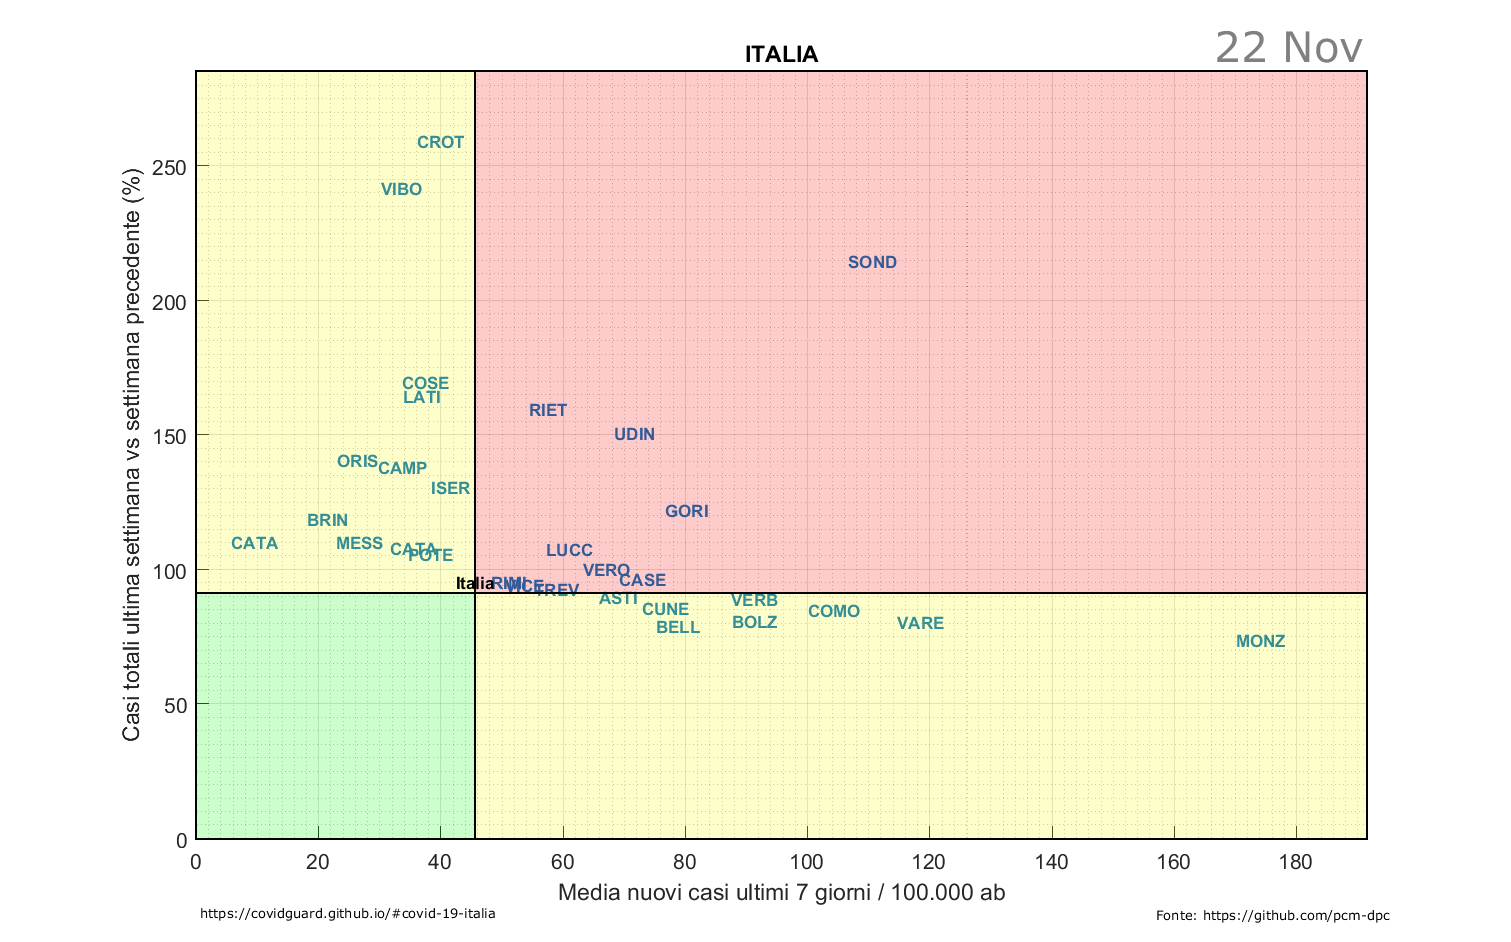 22 Nov
ITALIA
Casi totali ultima settimana vs settimana precedente (%)
250
200
150
100
50
0
CROT
VIBO
SOND
COSE
LATI
RIET
UDIN
ORIS
CAMP
ISER
GORI
BRIN
CATA
MESS
CATA
POTE
LUCC
VERO
CASE
Italia
RIMI
VICE
TREV
ASTI
VERB
CUNE
COMO
BELL
BOLZ
VARE
MONZ
0 20 40 60 80 100 120 140 160 180
Media nuovi casi ultimi 7 giorni / 100.000 ab
https://covidguard.github.io/#covid-19-italia
Fonte: https://github.com/pcm-dpc